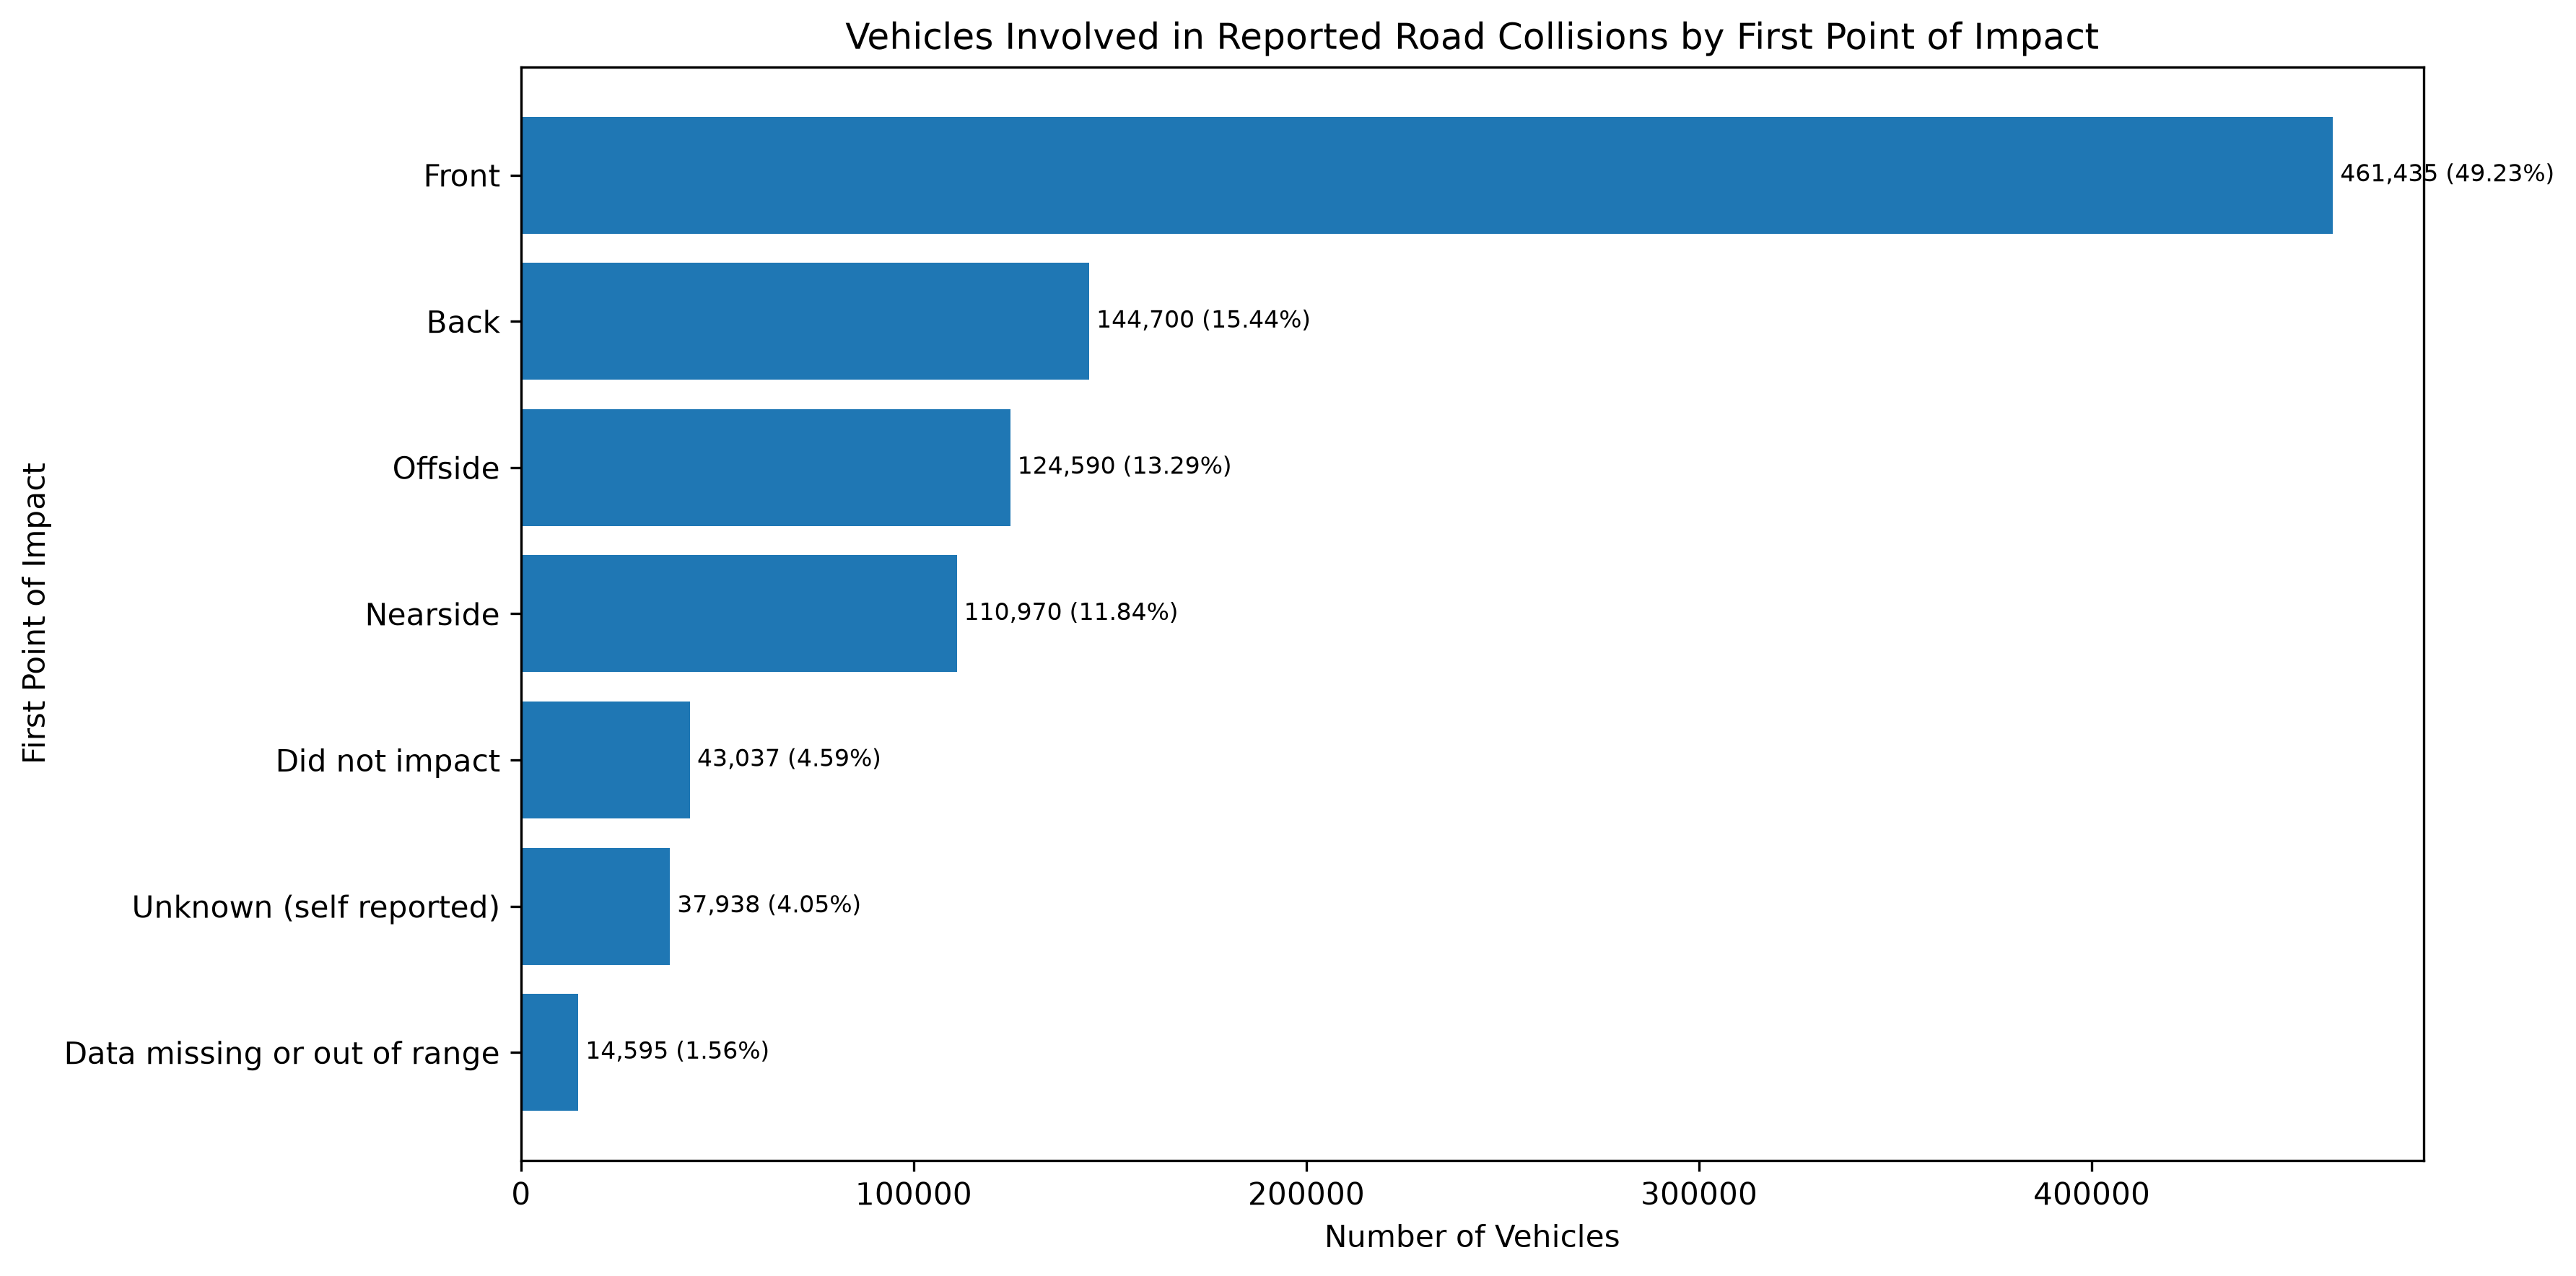 Vehicles Involved in Reported Road Collisions by First Point of Impact
First Point of Impact
Front
461,435 (49.23%)
Back
144,700 (15.44%)
Offside
124,590 (13.29%)
Nearside
110,970 (11.84%)
Did not impact
43,037 (4.59%)
Unknown (self reported)
37,938 (4.05%)
Data missing or out of range
14,595 (1.56%)
0
100000
200000
300000
400000
Number of Vehicles